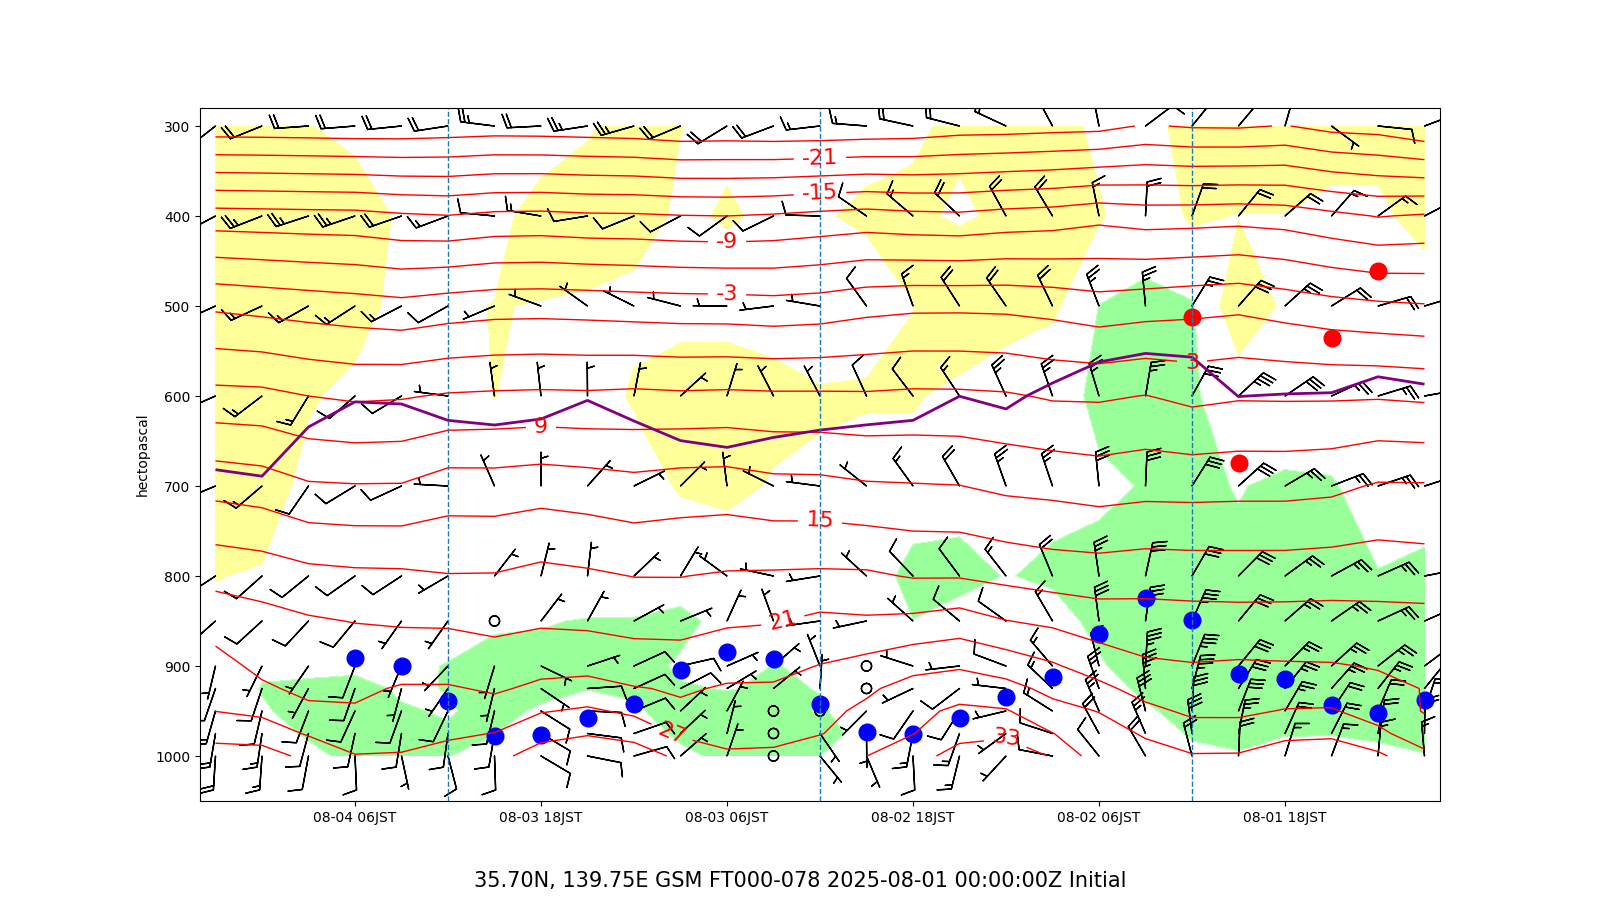 300
400
500
600
700
800
900
1000
hectopascal
-21
-15
-9
-3
3
9
15
21
27
33
08-04 06JST
08-03 18JST
08-03 06JST
08-02 18JST
08-02 06JST
08-01 18JST
35.70N, 139.75E GSM FT000-078 2025-08-01 00:00:00Z Initial